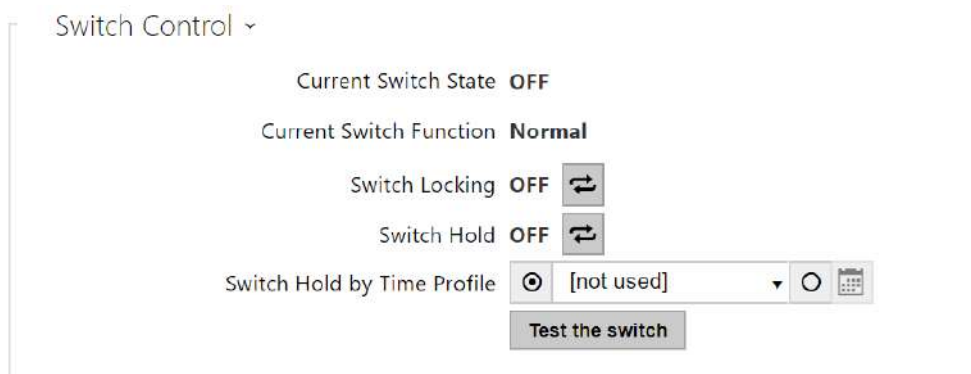 Switch Control
Current Switch State OFF
Current Switch Function Normal
Switch Locking OFF
Switch Hold OFF
Switch Hold by Time Profile [not used]
Test the switch